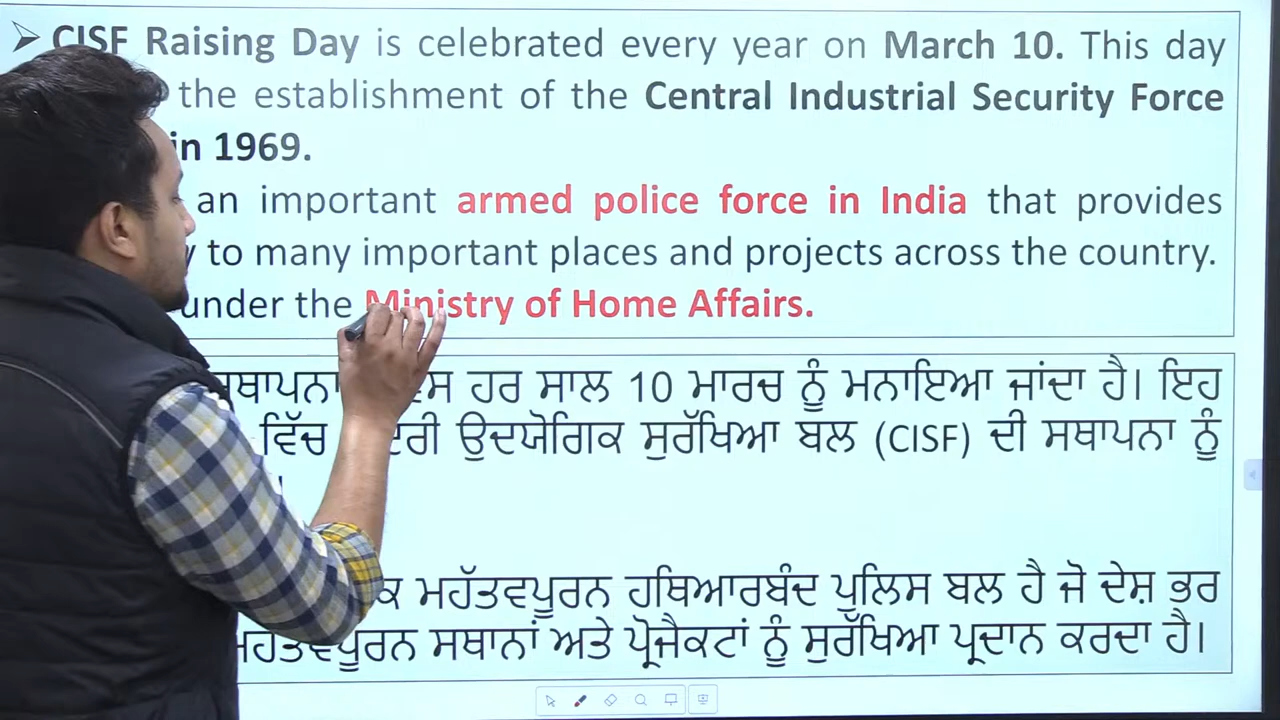 CISF Raising Day is celebrated every year on March 10. This day
the establishment of the Central Industrial Security Force
in 1969.
an important armed police force in India that provides
to many important places and projects across the country.
under the Ministry of Home Affairs.
ਹਰ ਸਾਲ 10 ਮਾਰਚ ਨੂੰ ਮਨਾਇਆ ਜਾਂਦਾ ਹੈ। ਇਹ
ਵਿੱਚ ਉਦਯੋਗਿਕ ਸੁਰੱਖਿਆ ਬਲ (CISF) ਦੀ ਸਥਾਪਨਾ ਨੂੰ
ਮਹੱਤਵਪੂਰਨ ਹਥਿਆਰਬੰਦ ਪੁਲਿਸ ਬਲ ਹੈ ਜੋ ਦੇਸ਼ ਭਰ
ਮਹੱਤਵਪੂਰਨ ਸਥਾਨਾਂ ਅਤੇ ਪ੍ਰੋਜੈਕਟਾਂ ਨੂੰ ਸੁਰੱਖਿਆ ਪ੍ਰਦਾਨ ਕਰਦਾ ਹੈ।